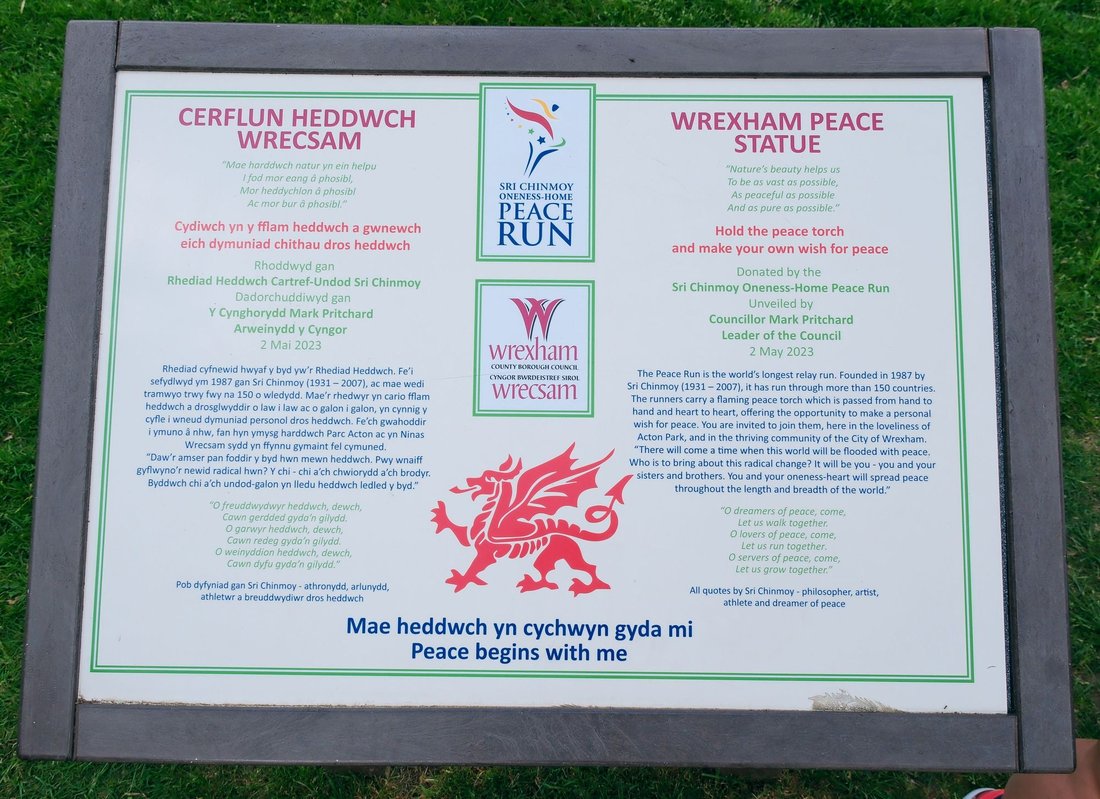 CERFLUN HEDDWCH
WRECSAM
"Mae harddwch natur yn ein helpu
I fod mor eang â phosibl,
Mor heddychlon â phosibl
Ac mor bur â phosibl."
Cydiwch yn y fflam heddwch a gwnewch
eich dymuniad chithau dros heddwch
Rhoddwyd gan
Rhediad Heddwch Cartref-Undod Sri Chinmoy
Dadorchuddiwyd gan
Y Cynghorydd Mark Pritchard
Arweinydd y Cyngor
2 Mai 2023
Rhediad cyfnewid hwyaf y byd yw'r Rhediad Heddwch. Fe'i
sefydlwyd ym 1987 gan Sri Chinmoy (1931 – 2007), ac mae wedi
tramwyo trwy fwy na 150 o wledydd. Mae'r rhedwyr yn cario fflam
heddwch a drosglwyddir o law i law ac o galon i galon, yn cynnig y
cyfle i wneud dymuniad personol dros heddwch. Fe'ch gwahoddir
i ymuno â nhw, fan hyn ymysg harddwch Parc Acton ac yn Ninas
Wrecsam sydd yn ffynnu gymaint fel cymuned.
"Daw'r amser pan foddir y byd hwn mewn heddwch. Pwy wnaiff
gyflwyno'r newid radical hwn? Y chi - chi a'ch chwiorydd a'ch brodyr.
Byddwch chi a'ch undod-galon yn lledu heddwch ledled y byd."
"O freuddwydwyr heddwch, dewch,
Cawn gerdded gyda'n gilydd.
O garwyr heddwch, dewch,
Cawn redeg gyda'n gilydd.
O weinyddion heddwch, dewch,
Cawn dyfu gyda'n gilydd."
Pob dyfyniad gan Sri Chinmoy - athronydd, arlunydd,
athletwr a breuddwydiwr dros heddwch
SRI CHINMOY
ONENESS-HOME
PEACE
RUN
wrexham
COUNTY BOROUGH COUNCIL
CYNGOR BWRDEISTREF SIROL
wrecsam
WREXHAM PEACE
STATUE
"Nature's beauty helps us
To be as vast as possible,
As peaceful as possible
And as pure as possible."
Hold the peace torch
and make your own wish for peace
Donated by the
Sri Chinmoy Oneness-Home Peace Run
Unveiled by
Councillor Mark Pritchard
Leader of the Council
2 May 2023
The Peace Run is the world's longest relay run. Founded in 1987 by
Sri Chinmoy (1931 – 2007), it has run through more than 150 countries.
The runners carry a flaming peace torch which is passed from hand to
hand and heart to heart, offering the opportunity to make a personal
wish for peace. You are invited to join them, here in the loveliness of
Acton Park, and in the thriving community of the City of Wrexham.
"There will come a time when this world will be flooded with peace.
Who is to bring about this radical change? It will be you - you and your
sisters and brothers. You and your oneness-heart will spread peace
throughout the length and breadth of the world."
"O dreamers of peace, come,
Let us walk together.
O lovers of peace, come,
Let us run together.
O servers of peace, come,
Let us grow together."
All quotes by Sri Chinmoy - philosopher, artist,
athlete and dreamer of peace
Mae heddwch yn cychwyn gyda mi
Peace begins with me